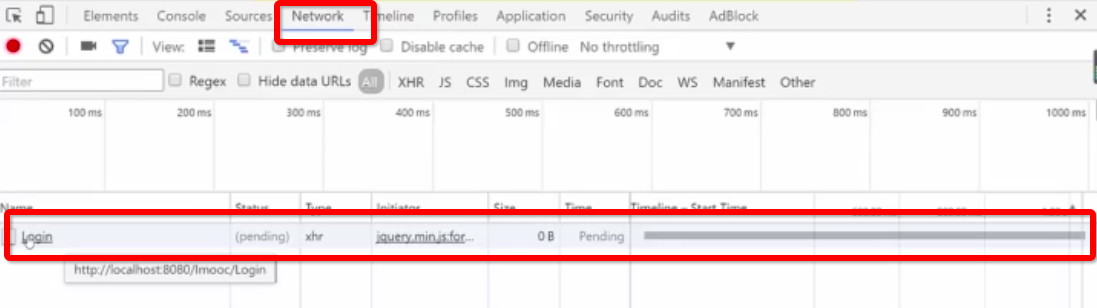 Elements Console Sources Network Timeline Profiles Application Security Audits AdBlock
View: Preserve log Disable cache Offline No throttling
Filter Regex Hide data URLs All XHR JS CSS Img Media Font Doc WS Manifest Other
100 ms 200 ms 300 ms 400 ms 500 ms 600 ms 700 ms 800 ms 900 ms 1000 ms
Name Status Type Initiator Size Time Timeline – Start Time
Login (pending) xhr jquery.min.js:for... 0 B Pending
http://localhost:8080/Imooc/Login